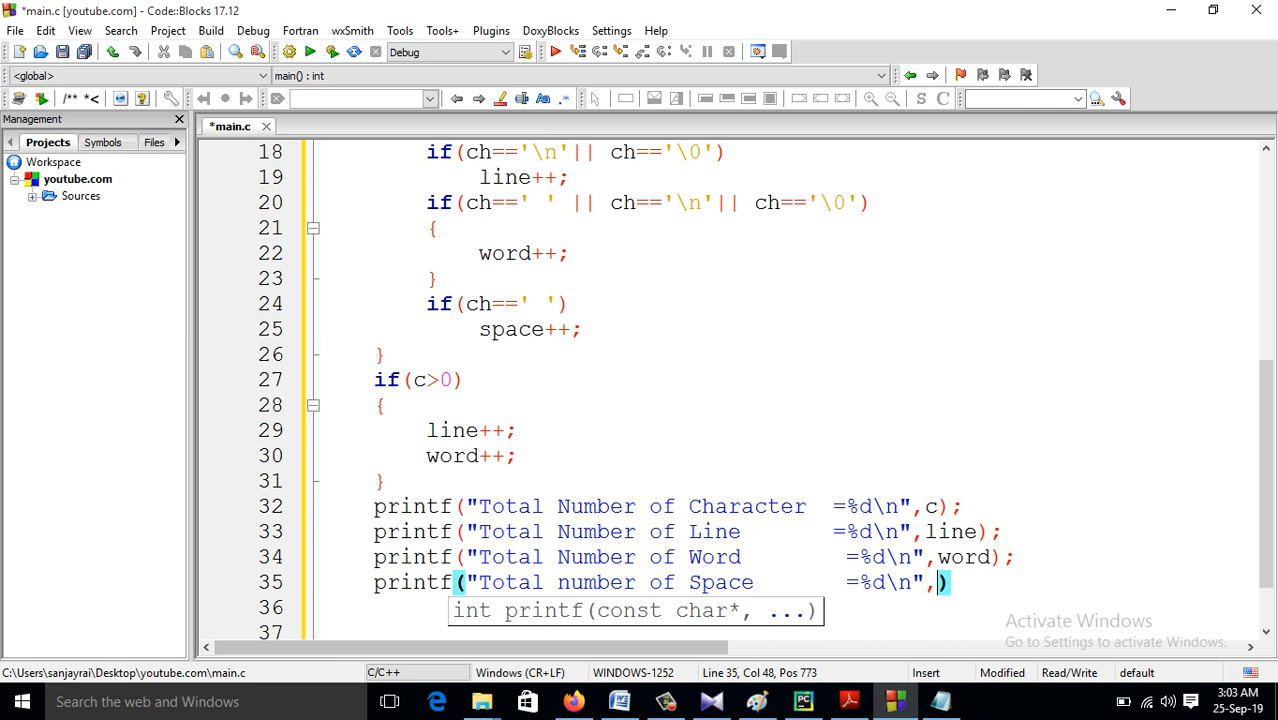 *main.c [youtube.com] - Code::Blocks 17.12
File Edit View Search Project Build Debug Fortran wxSmith Tools Tools+ Plugins DoxyBlocks Settings Help
Debug
<global> main() : int
/** *<
S C
Management
*main.c
Projects Symbols Files
Workspace
youtube.com
Sources
18 if(ch=='\n'|| ch=='\0')
19 line++;
20 if(ch==' ' || ch=='\n'|| ch=='\0')
21 {
22 word++;
23 }
24 if(ch==' ')
25 space++;
26 }
27 if(c>0)
28 {
29 line++;
30 word++;
31 }
32 printf("Total Number of Character =%d\n",c);
33 printf("Total Number of Line =%d\n",line);
34 printf("Total Number of Word =%d\n",word);
35 printf("Total number of Space =%d\n",)
36 int printf(const char*, ...)
37
Activate Windows
Go to Settings to activate Windows.
C:\Users\sanjayrai\Desktop\youtube.com\main.c C/C++ Windows (CR+LF) WINDOWS-1252 Line 35, Col 48, Pos 773 Insert Modified Read/Write default
Search the web and Windows
3:03 AM
25-Sep-19